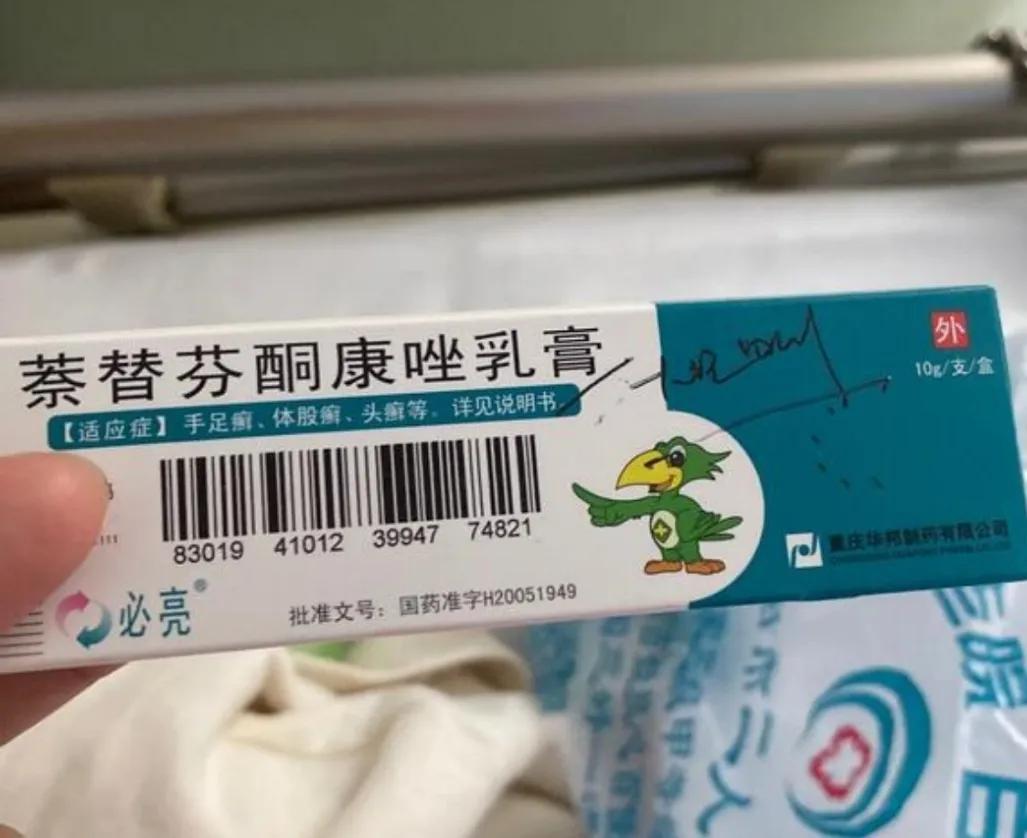 萘替芬酮康唑乳膏
【适应症】手足癣、体股癣、头癣等。详见说明书。
83019 41012 39947 74821
必亮®
批准文号：国药准字H20051949
外
10g/支/盒
重庆华邦制药有限公司
二人